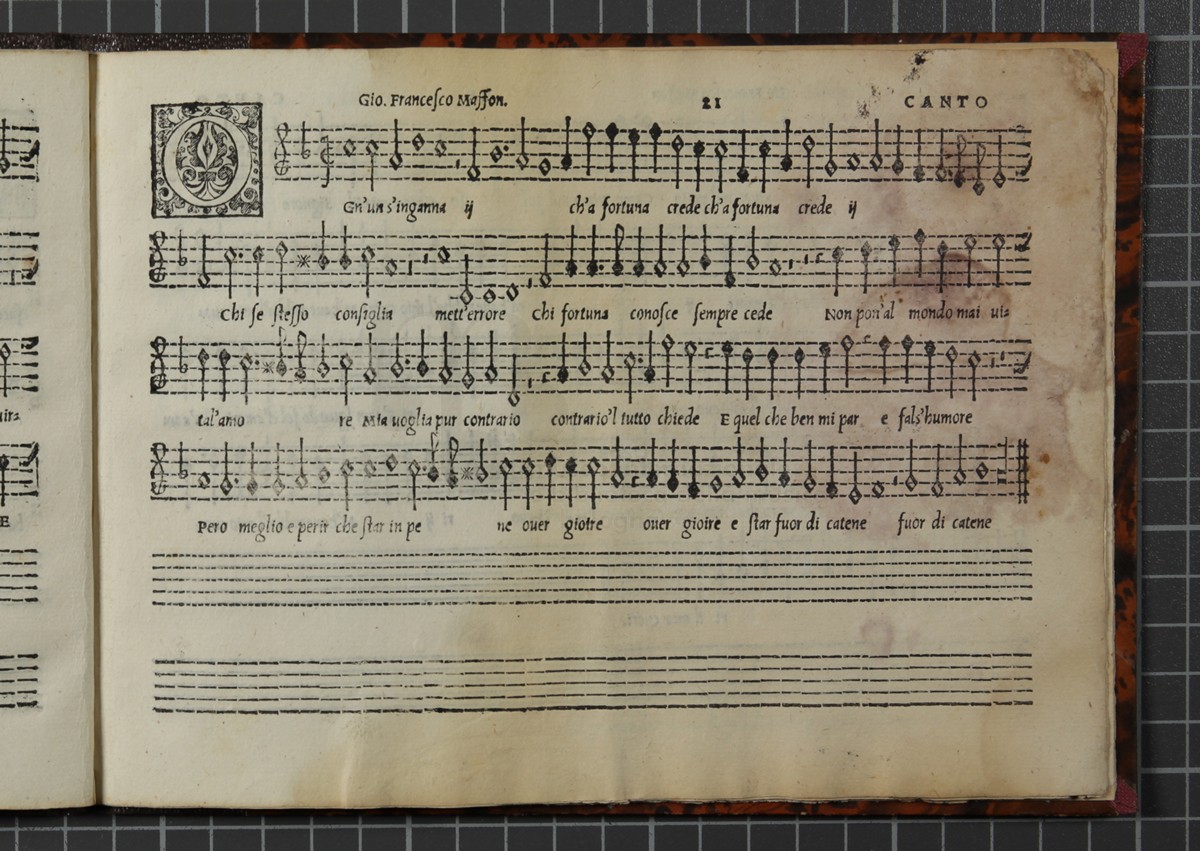 Gio. Francesco Masson. 21 CANTO
OGn'un s'inganna ij ch'a fortuna crede ch'a fortuna crede ij
Chi se stesso consiglia mett'errore Chi fortuna conosce sempre cede Non pon'al mondo mai uis
tal'amo re Mia uoglia pur contrario contrario'l tutto chiede E quel che ben mi par e fals'humore
Pero meglio e perir che star in pe ne ouer gioire ouer gioire e star fuor di catene fuor di catene
E